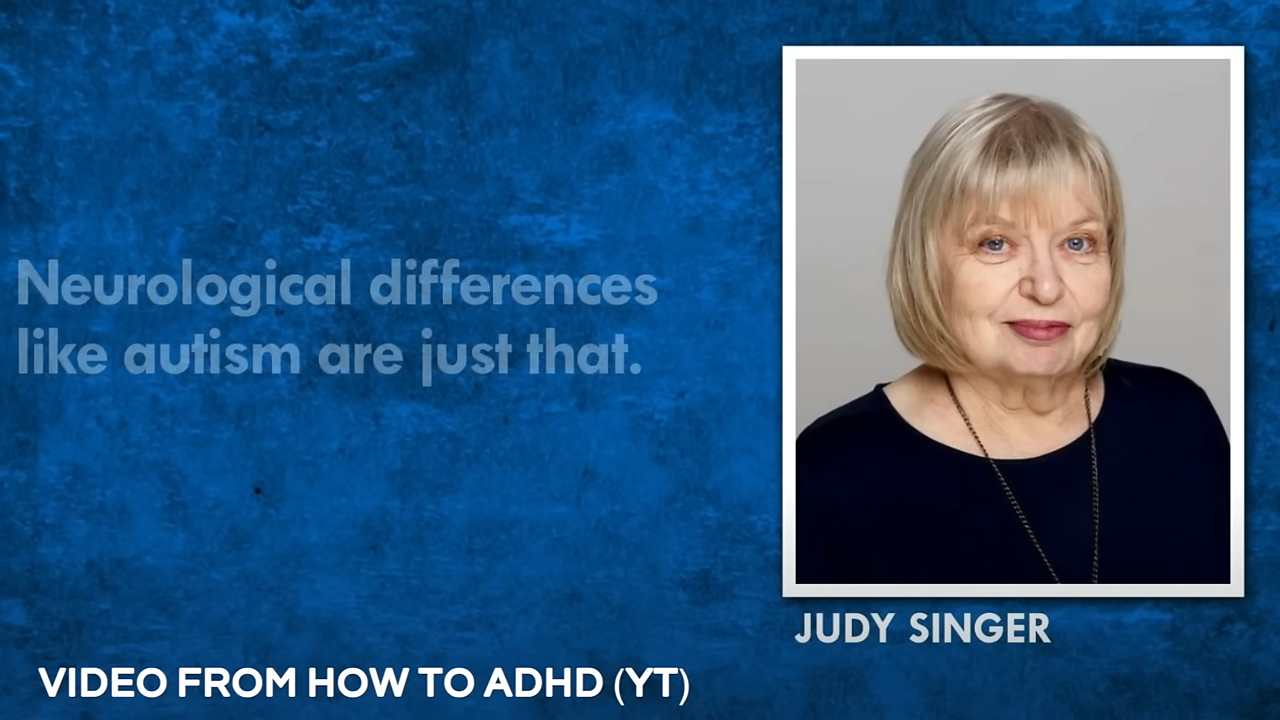 Neurological differences
like autism are just that.
JUDY SINGER
VIDEO FROM HOW TO ADHD (YT)